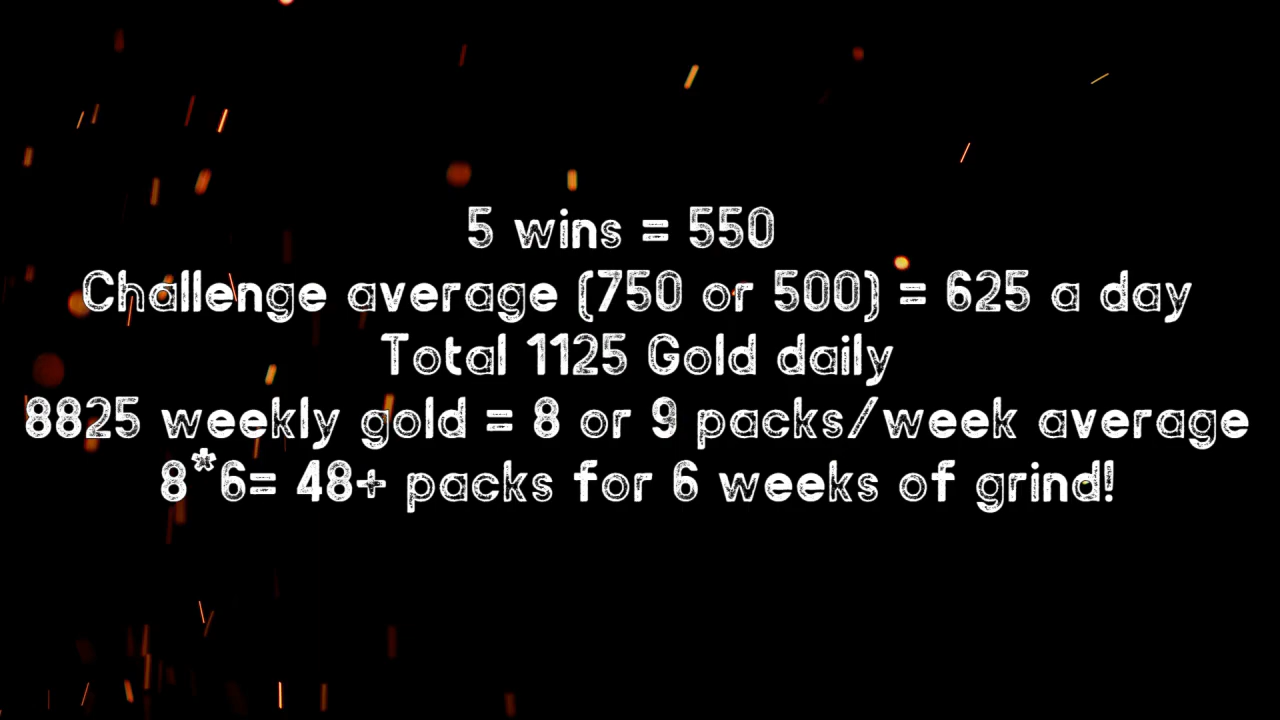 5 wins = 550
Challenge average (750 or 500) = 625 a day
Total 1125 Gold daily
8825 weekly gold = 8 or 9 packs/week average
8*6= 48+ packs for 6 weeks of grind!